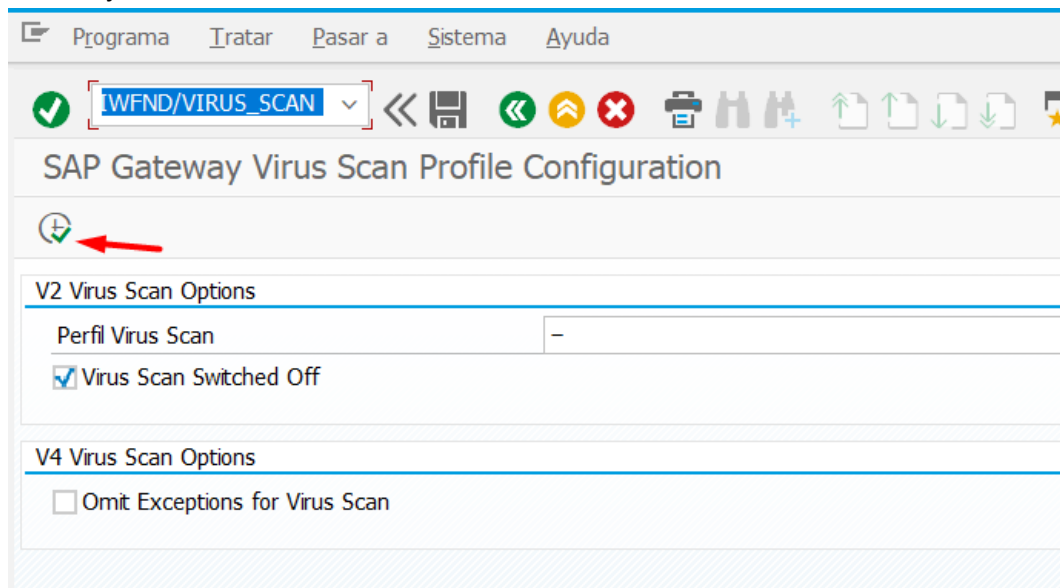 Programa Tratar Pasar a Sistema Ayuda
IWFND/VIRUS_SCAN
SAP Gateway Virus Scan Profile Configuration
V2 Virus Scan Options
Perfil Virus Scan –
Virus Scan Switched Off
V4 Virus Scan Options
Omit Exceptions for Virus Scan